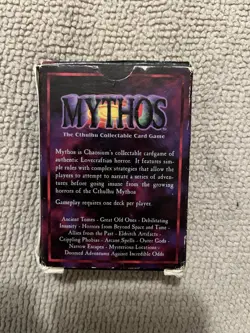 MYTHOS
The Cthulhu Collectable Card Game
Mythos is Chaosium's collectable cardgame of
authentic Lovecraftian horror. It features sim-
ple rules with complex strategies that allow the
players to attempt to narrate a series of adven-
tures before going insane from the growing
horrors of the Cthulhu Mythos
Gameplay requires one deck per player.
Ancient Tomes - Great Old Ones - Debilitating
Insanity - Horrors from Beyond Space and Time -
Allies from the Past - Eldritch Artifacts -
Crippling Phobias - Arcane Spells - Outer Gods -
Narrow Escapes - Mysterious Locations -
Doomed Adventures Against Incredible Odds